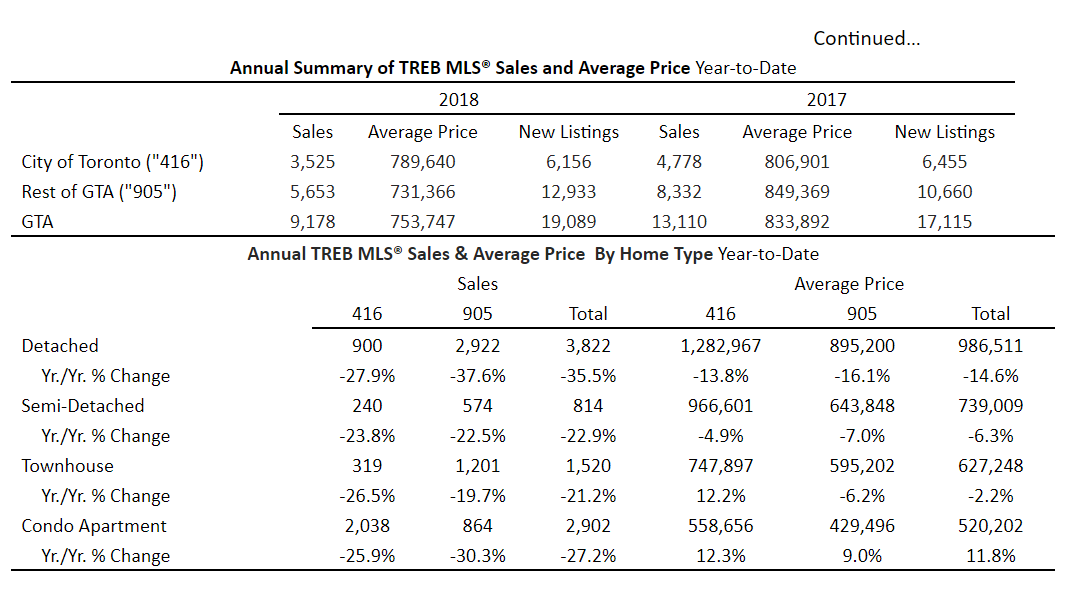 Continued...
Annual Summary of TREB MLS® Sales and Average Price Year-to-Date
2018 2017
Sales Average Price New Listings Sales Average Price New Listings
City of Toronto ("416") 3,525 789,640 6,156 4,778 806,901 6,455
Rest of GTA ("905") 5,653 731,366 12,933 8,332 849,369 10,660
GTA 9,178 753,747 19,089 13,110 833,892 17,115
Annual TREB MLS® Sales & Average Price By Home Type Year-to-Date
Sales Average Price
416 905 Total 416 905 Total
Detached 900 2,922 3,822 1,282,967 895,200 986,511
Yr./Yr. % Change -27.9% -37.6% -35.5% -13.8% -16.1% -14.6%
Semi-Detached 240 574 814 966,601 643,848 739,009
Yr./Yr. % Change -23.8% -22.5% -22.9% -4.9% -7.0% -6.3%
Townhouse 319 1,201 1,520 747,897 595,202 627,248
Yr./Yr. % Change -26.5% -19.7% -21.2% 12.2% -6.2% -2.2%
Condo Apartment 2,038 864 2,902 558,656 429,496 520,202
Yr./Yr. % Change -25.9% -30.3% -27.2% 12.3% 9.0% 11.8%